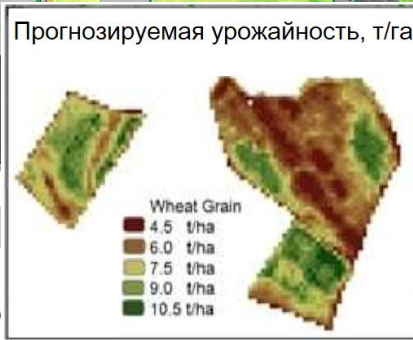 Прогнозируемая урожайность, т/га
Wheat Grain
4.5 t/ha
6.0 t/ha
7.5 t/ha
9.0 t/ha
10.5 t/ha